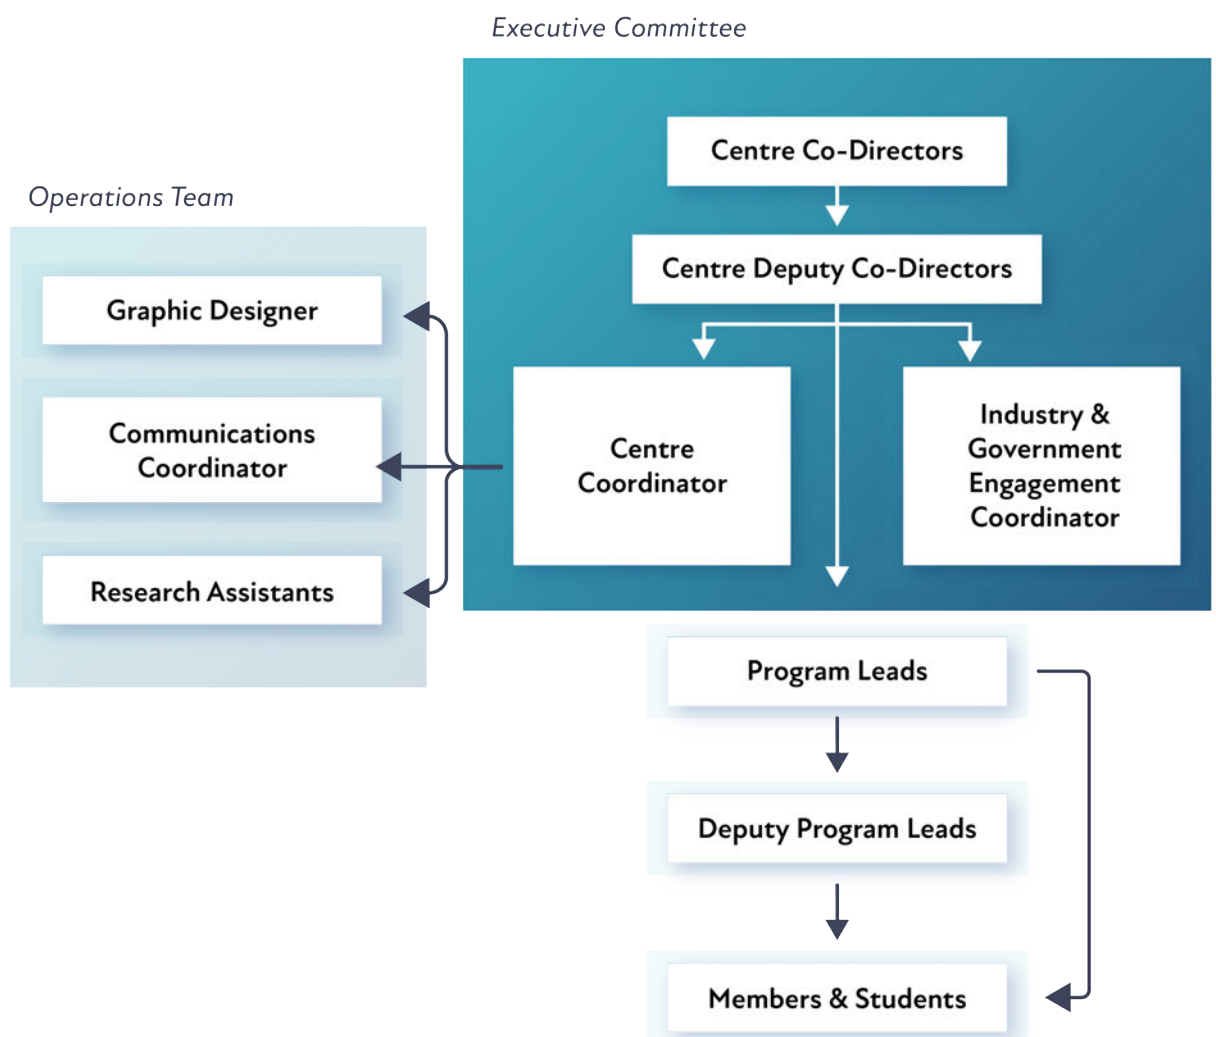 Executive Committee
Centre Co-Directors
Centre Deputy Co-Directors
Centre
Coordinator
Industry &
Government
Engagement
Coordinator
Operations Team
Graphic Designer
Communications
Coordinator
Research Assistants
Program Leads
Deputy Program Leads
Members & Students